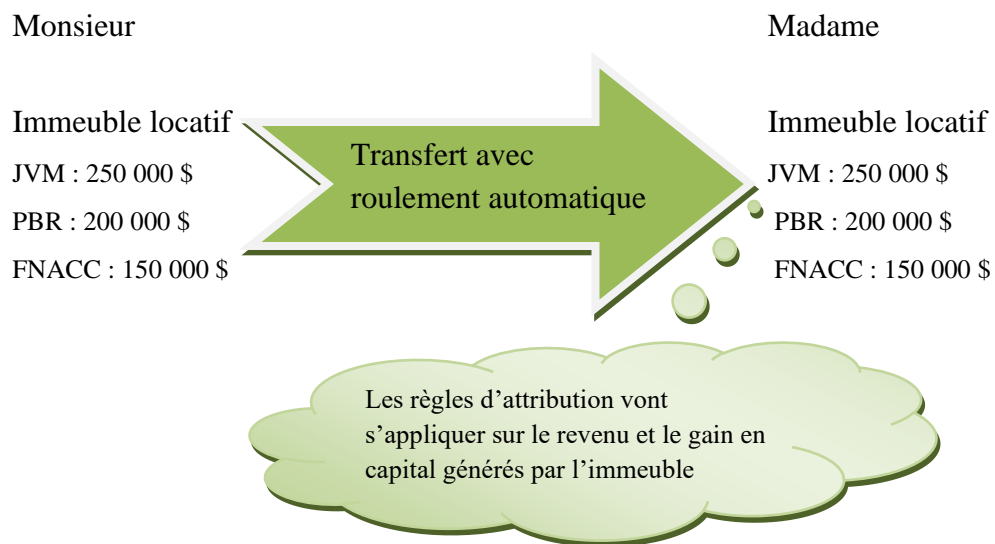 Monsieur
Madame
Immeuble locatif
JVM : 250 000 $
PBR : 200 000 $
FNACC : 150 000 $
Transfert avec
roulement automatique
Immeuble locatif
JVM : 250 000 $
PBR : 200 000 $
FNACC : 150 000 $
Les règles d'attribution vont
s'appliquer sur le revenu et le gain en
capital générés par l'immeuble